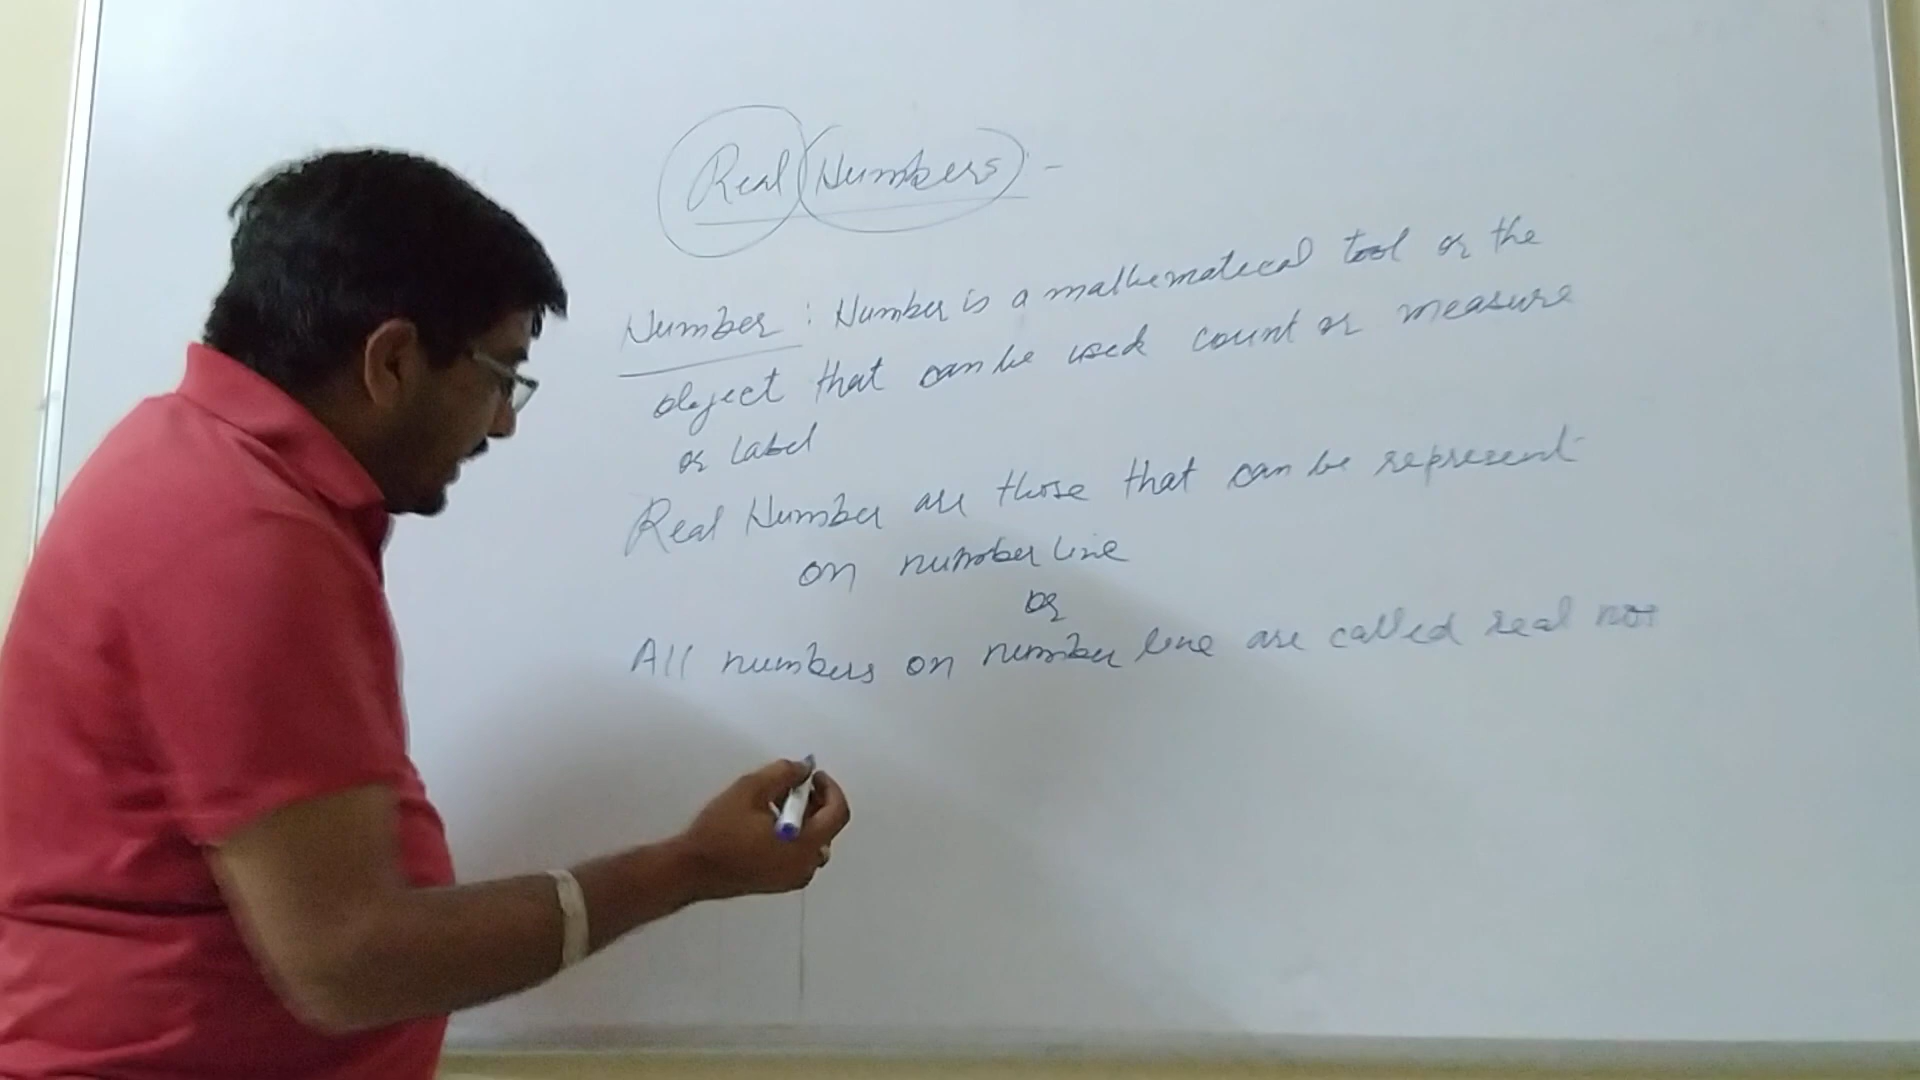 Real Numbers -
Number : Number is a mathematical tool or the
object that can be used count or measure
or Label
Real Number are those that can be represent
on number line
or
All numbers on number line are called real nos